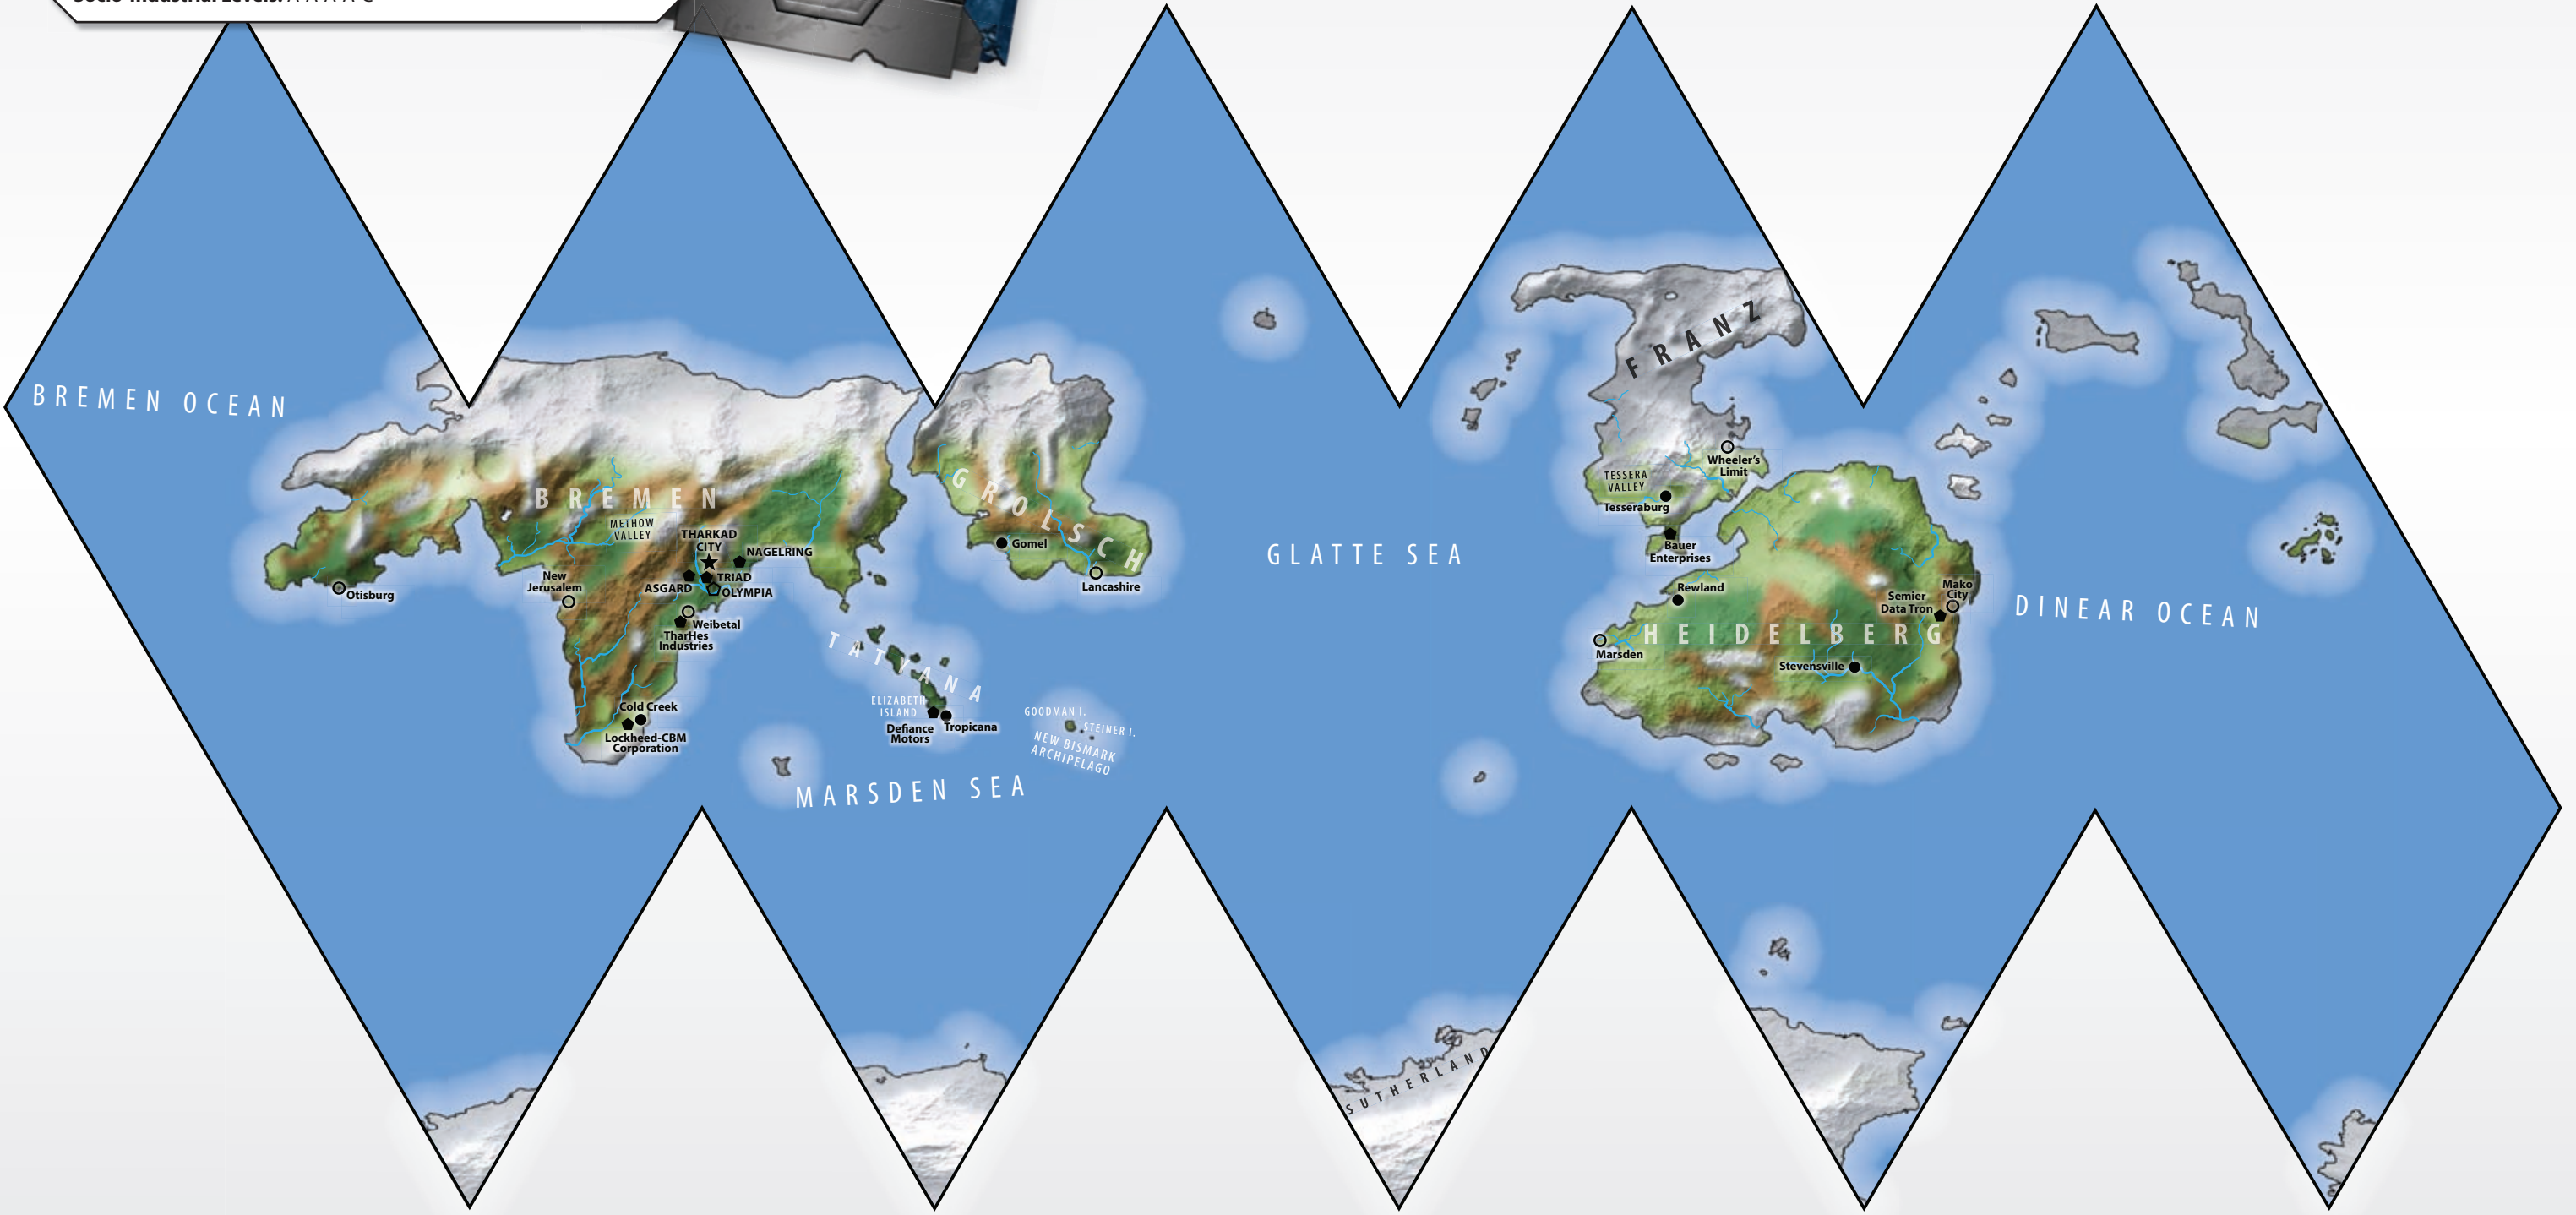 Socio-Industrial Levels: A-A-A-A-C
BREMEN OCEAN
BREMEN
METHOW
VALLEY
THARKAD
CITY
NAGELRING
TRIAD
ASGARD
OLYMPIA
New
Jerusalem
Otisburg
Weibetal
TharHes
Industries
Cold Creek
Lockheed-CBM
Corporation
GROLSCH
Gomel
Lancashire
TATYANA
ELIZABETH
ISLAND
Defiance
Motors
Tropicana
GOODMAN I.
STEINER I.
NEW BISMARK
ARCHIPELAGO
MARSDEN SEA
GLATTE SEA
FRANZ
Wheeler's
Limit
TESSERA
VALLEY
Tesseraburg
Bauer
Enterprises
Rewland
Marsden
HEIDELBERG
Semier
Data Tron
Mako
City
Stevensville
DINEAR OCEAN
SUTHERLAND